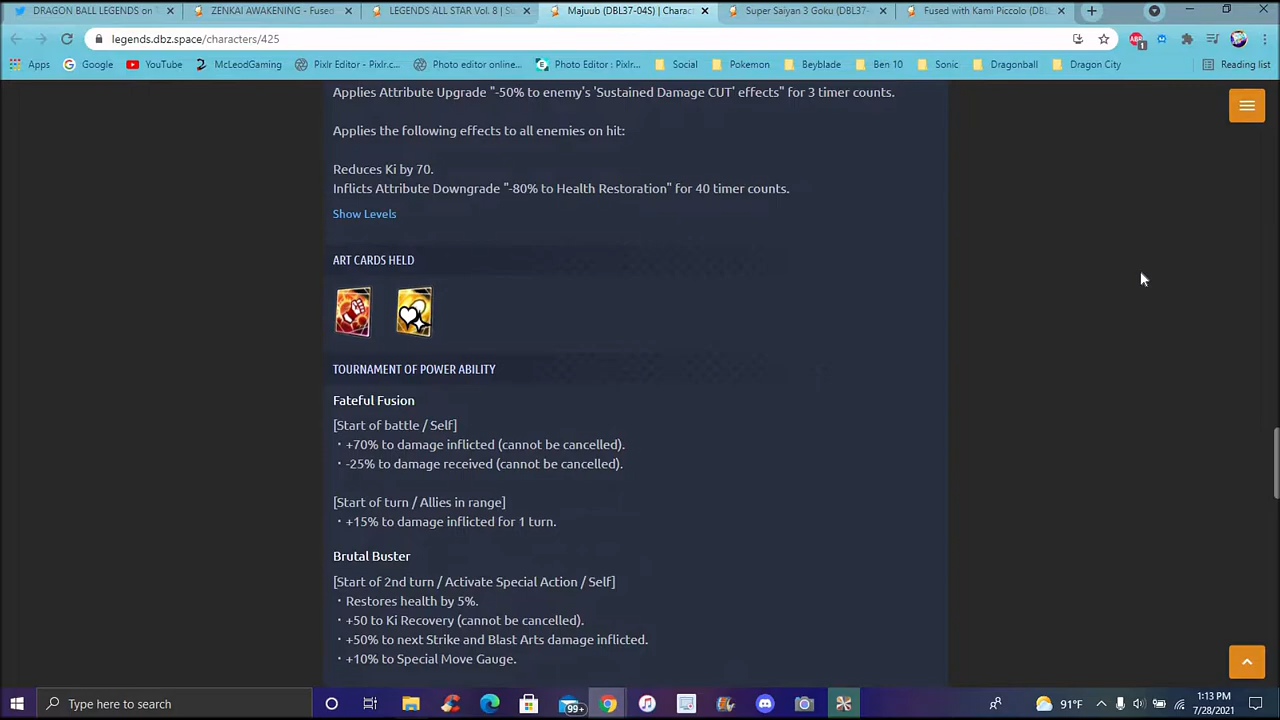 DRAGON BALL LEGENDS on
ZENKAI AWAKENING - Fused
LEGENDS ALL STAR Vol. 8 | Su
Majuub (DBL37-04S) | Charac
Super Saiyan 3 Goku (DBL37-
Fused with Kami Piccolo (DBL
legends.dbz.space/characters/425
Apps
Google
YouTube
McLeodGaming
Pixlr Editor - Pixlr.c...
Photo editor online...
Photo Editor : Pixlr...
Social
Pokemon
Beyblade
Ben 10
Sonic
Dragonball
Dragon City
Reading list
Applies Attribute Upgrade "-50% to enemy's 'Sustained Damage CUT' effects" for 3 timer counts.
Applies the following effects to all enemies on hit:
Reduces Ki by 70.
Inflicts Attribute Downgrade "-80% to Health Restoration" for 40 timer counts.
Show Levels
ART CARDS HELD
TOURNAMENT OF POWER ABILITY
Fateful Fusion
[Start of battle / Self]
・+70% to damage inflicted (cannot be cancelled).
・-25% to damage received (cannot be cancelled).
[Start of turn / Allies in range]
・+15% to damage inflicted for 1 turn.
Brutal Buster
[Start of 2nd turn / Activate Special Action / Self]
・Restores health by 5%.
・+50 to Ki Recovery (cannot be cancelled).
・+50% to next Strike and Blast Arts damage inflicted.
・+10% to Special Move Gauge.
Type here to search
99+
91°F
1:13 PM
7/28/2021